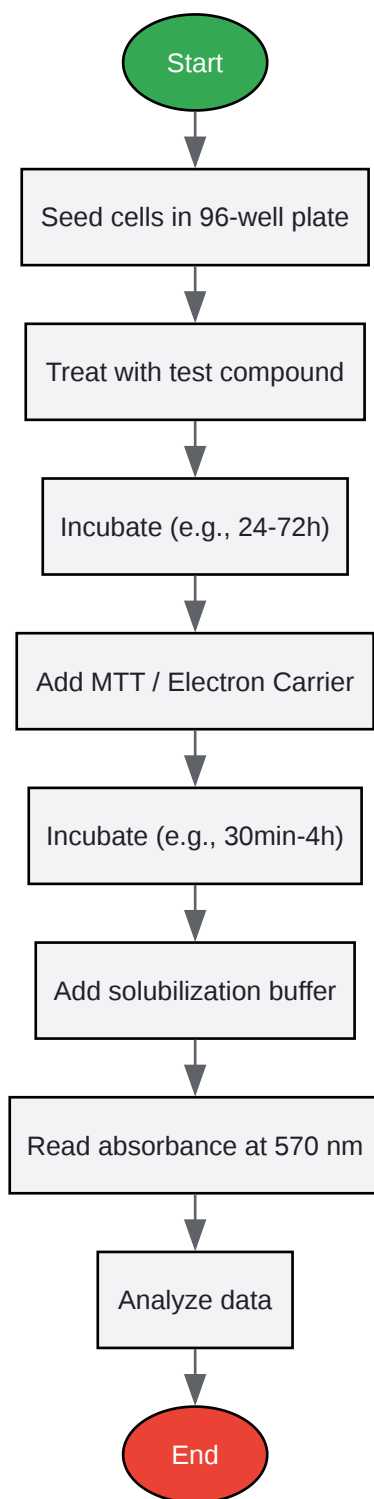 Start
Seed cells in 96-well plate
Treat with test compound
Incubate (e.g., 24-72h)
Add MTT / Electron Carrier
Incubate (e.g., 30min-4h)
Add solubilization buffer
Read absorbance at 570 nm
Analyze data
End